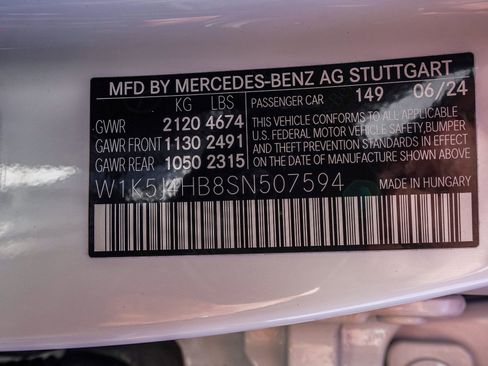 MFD BY MERCEDES-BENZ AG STUTTGART
KG LBS PASSENGER CAR 149 06/24
GVWR 2120 4674
GAWR FRONT 1130 2491
GAWR REAR 1050 2315
THIS VEHICLE CONFORMS TO ALL APPLICABLE
U.S. FEDERAL MOTOR VEHICLE SAFETY, BUMPER
AND THEFT PREVENTION STANDARDS IN EFFECT
ON THE DATE OF MANUFACTURE SHOWN ABOVE.
W1K5J4HB8SN507594 MADE IN HUNGARY